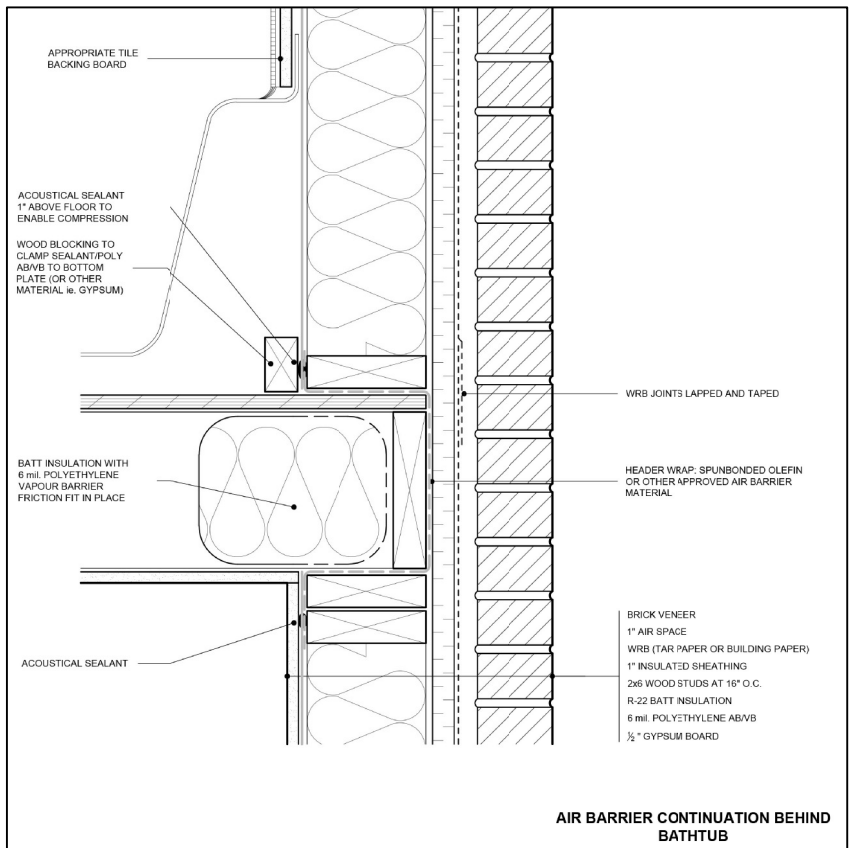 APPROPRIATE TILE
BACKING BOARD
ACOUSTICAL SEALANT
1" ABOVE FLOOR TO
ENABLE COMPRESSION
WOOD BLOCKING TO
CLAMP SEALANT/POLY
AB/VB TO BOTTOM
PLATE (OR OTHER
MATERIAL ie. GYPSUM)
WRB JOINTS LAPPED AND TAPED
BATT INSULATION WITH
6 mil. POLYETHYLENE
VAPOUR BARRIER
FRICTION FIT IN PLACE
HEADER WRAP: SPUNBONDED OLEFIN
OR OTHER APPROVED AIR BARRIER
MATERIAL
ACOUSTICAL SEALANT
BRICK VENEER
1" AIR SPACE
WRB (TAR PAPER OR BUILDING PAPER)
1" INSULATED SHEATHING
2x6 WOOD STUDS AT 16" O.C.
R-22 BATT INSULATION
6 mil. POLYETHYLENE AB/VB
½" GYPSUM BOARD
AIR BARRIER CONTINUATION BEHIND
BATHTUB